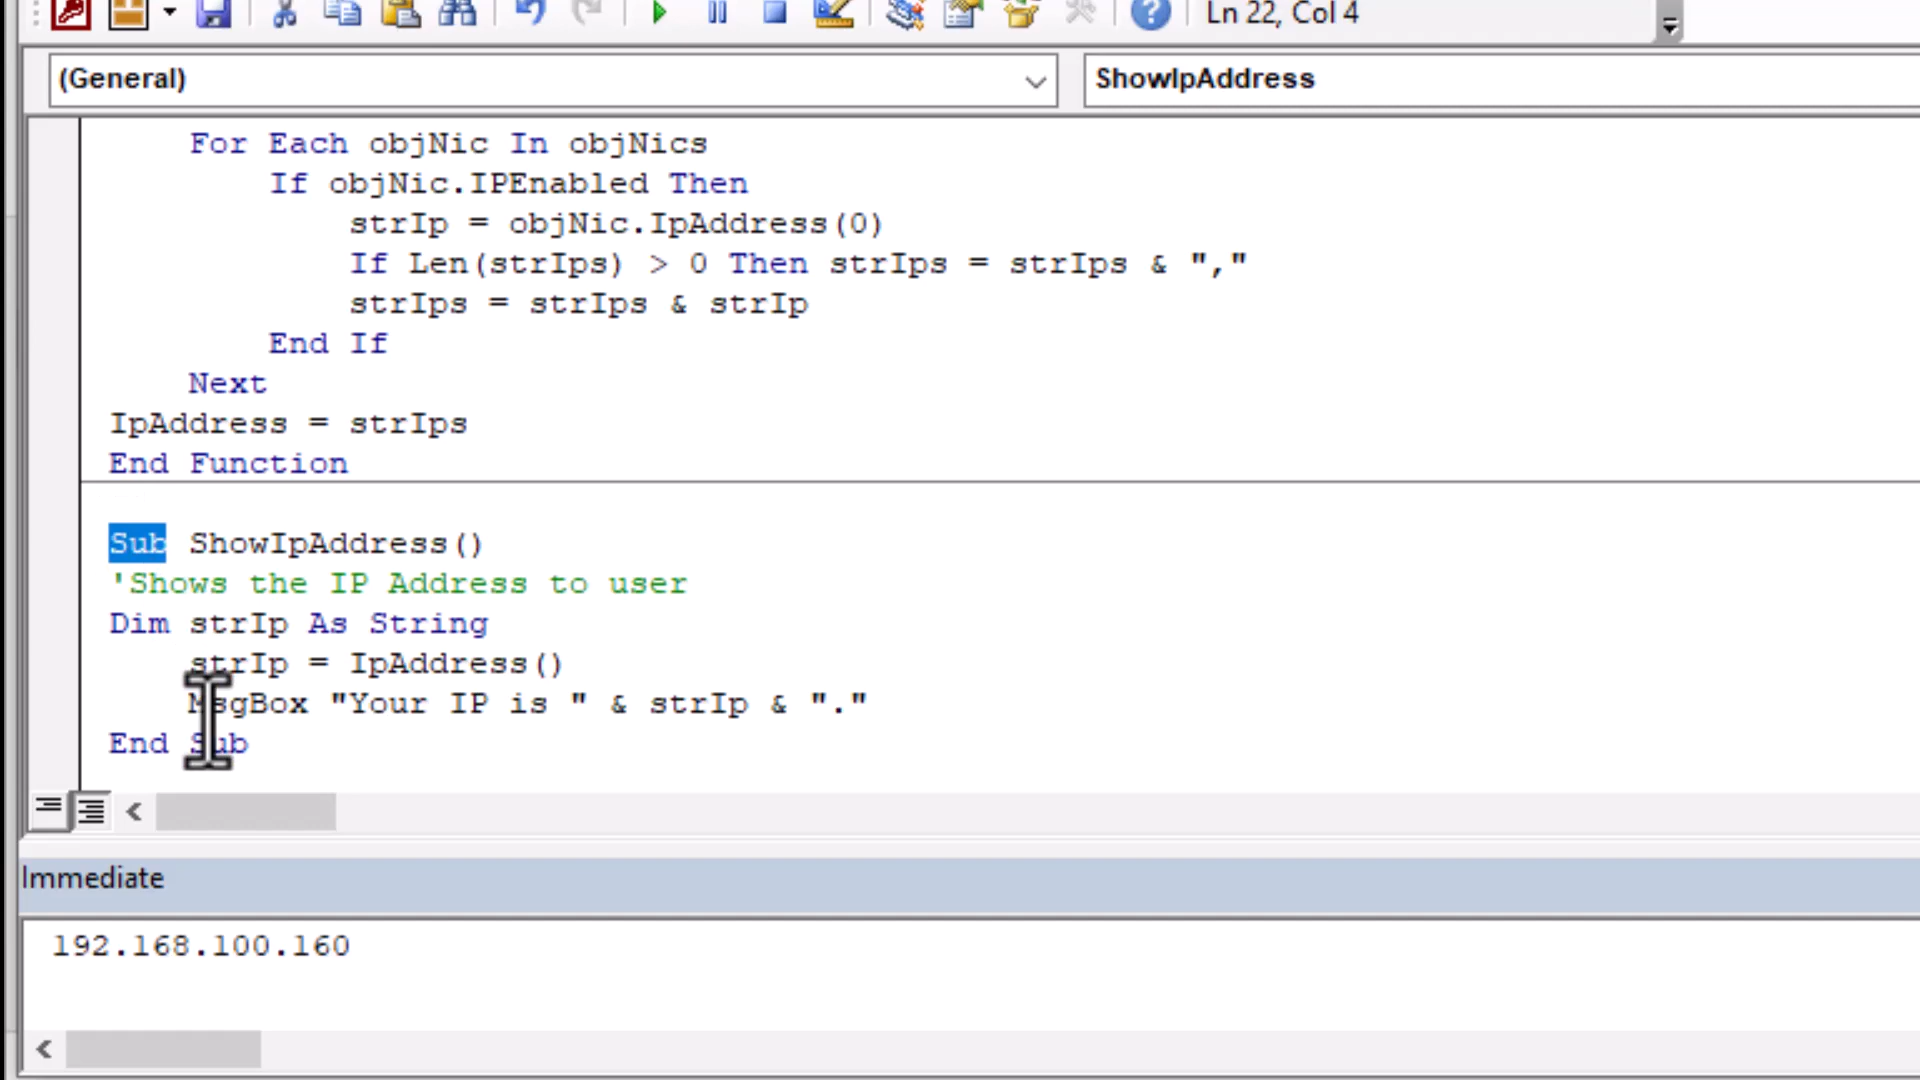 Ln 22, Col 4
(General)
ShowIpAddress
For Each objNic In objNics
If objNic.IPEnabled Then
strIp = objNic.IpAddress(0)
If Len(strIps) > 0 Then strIps = strIps & ","
strIps = strIps & strIp
End If
Next
IpAddress = strIps
End Function
Sub ShowIpAddress()
'Shows the IP Address to user
Dim strIp As String
strIp = IpAddress()
MsgBox "Your IP is " & strIp & "."
End Sub
Immediate
192.168.100.160